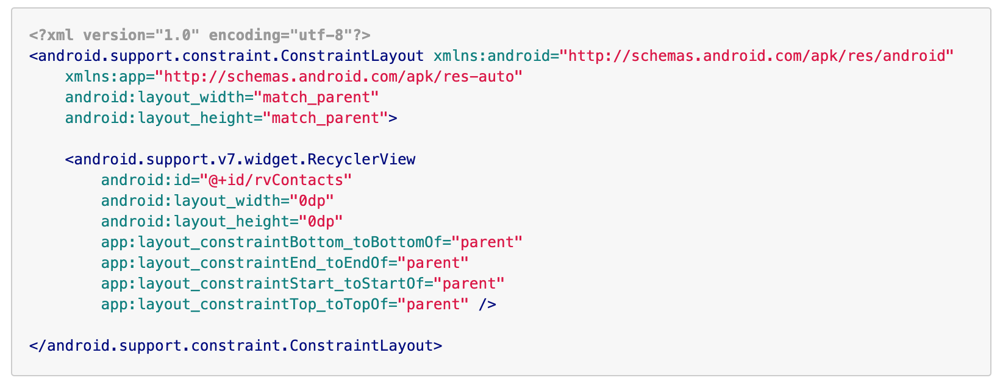 <?xml version="1.0" encoding="utf-8"?>
<android.support.constraint.ConstraintLayout xmlns:android="http://schemas.android.com/apk/res/android"
    xmlns:app="http://schemas.android.com/apk/res-auto"
    android:layout_width="match_parent"
    android:layout_height="match_parent">

    <android.support.v7.widget.RecyclerView
        android:id="@+id/rvContacts"
        android:layout_width="0dp"
        android:layout_height="0dp"
        app:layout_constraintBottom_toBottomOf="parent"
        app:layout_constraintEnd_toEndOf="parent"
        app:layout_constraintStart_toStartOf="parent"
        app:layout_constraintTop_toTopOf="parent" />

</android.support.constraint.ConstraintLayout>